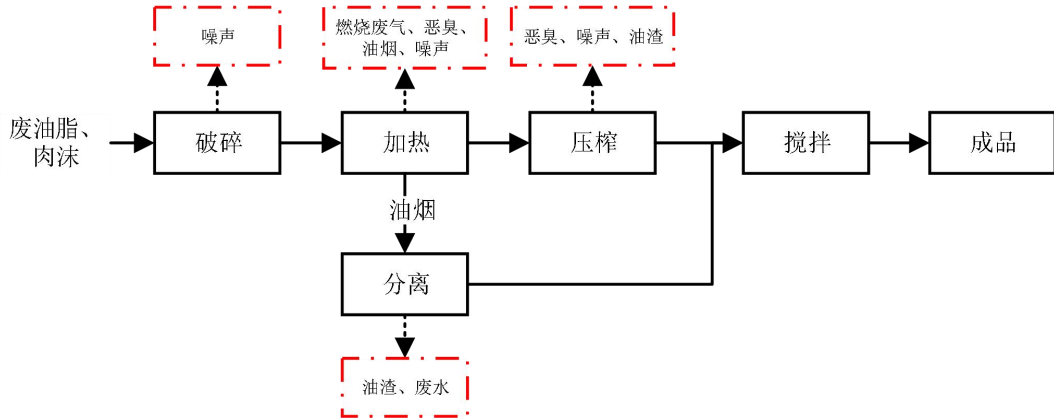 噪声
燃烧废气、恶臭、
油烟、噪声
恶臭、噪声、油渣
废油脂、
肉沫
破碎
加热
压榨
搅拌
成品
油烟
分离
油渣、废水